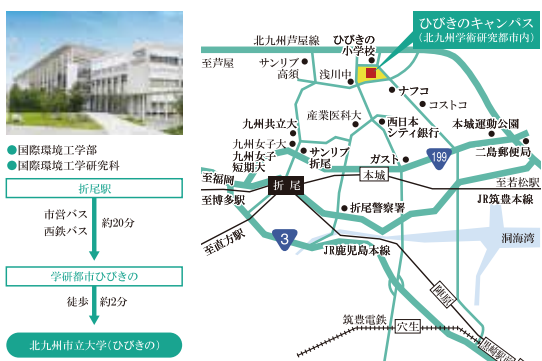 ●国際環境工学部
●国際環境工学研究科
折尾駅
市営バス
西鉄バス
約20分
学研都市ひびきの
徒歩
約2分
北九州市立大学(ひびきの)
ひびきのキャンパス
(北九州学術研究都市内)
北九州芦屋線
ひびきの
小学校
至芦屋
サンリブ
高須
浅川中
ナフコ
コストコ
産業医科大
西日本
シティ銀行
本城運動公園
北九州共立大
九州女子大
九州女子
短期大
サンリブ
折尾
ガスト
199
二島郵便局
至福岡
折尾
本城
至若松駅
至博多駅
JR筑豊本線
折尾警察署
至直方駅
3
JR鹿児島本線
洞海湾
陣原
筑豊電鉄
穴生